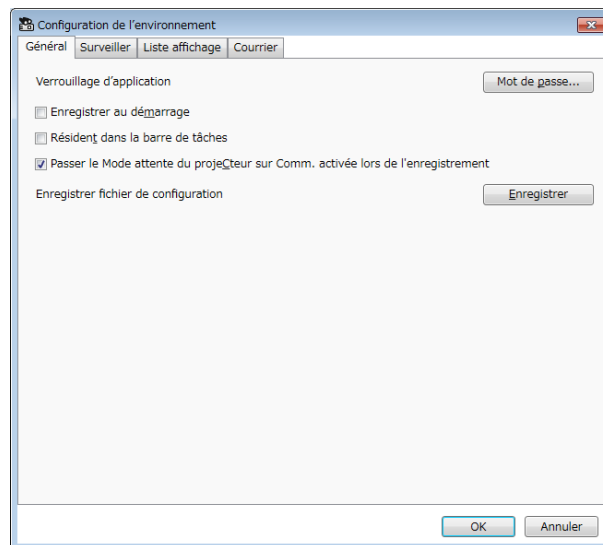 Configuration de l'environnement
Général Surveiller Liste affichage Courrier
Verrouillage d'application Mot de passe...
Enregistrer au démarrage
Résident dans la barre de tâches
Passer le Mode attente du projeCteur sur Comm. activée lors de l'enregistrement
Enregistrer fichier de configuration Enregistrer
OK Annuler